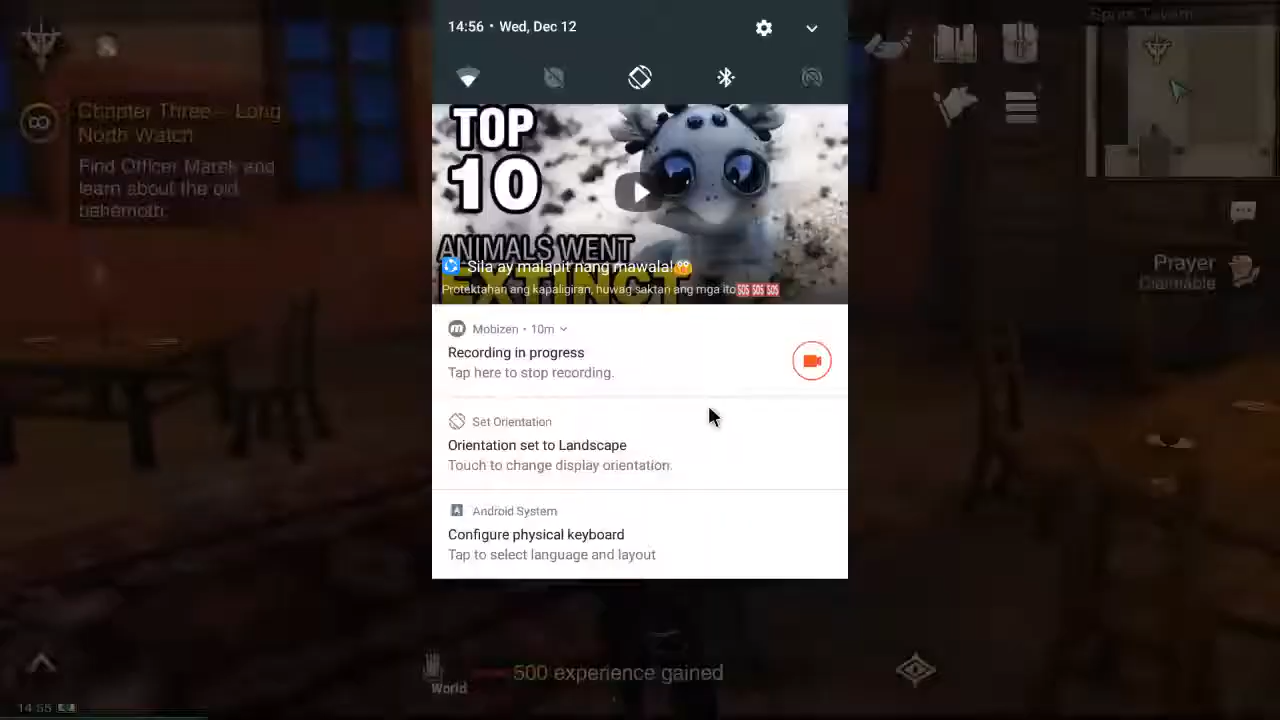 14:56 • Wed, Dec 12
TOP
10
ANIMALS WENT
EXTINCT
Sila ay malapit nang mawala!
Protektahan ang kapaligiran, huwag saktan ang mga ito🆘🆘🆘
Mobizen • 10m
Recording in progress
Tap here to stop recording.
Set Orientation
Orientation set to Landscape
Touch to change display orientation.
Android System
Configure physical keyboard
Tap to select language and layout
Chapter Three – Long
North Watch
Find Officer Marek and
learn about the old
behemoth.
Spras Tavern
Prayer
Claimable
World
500 experience gained
14:55